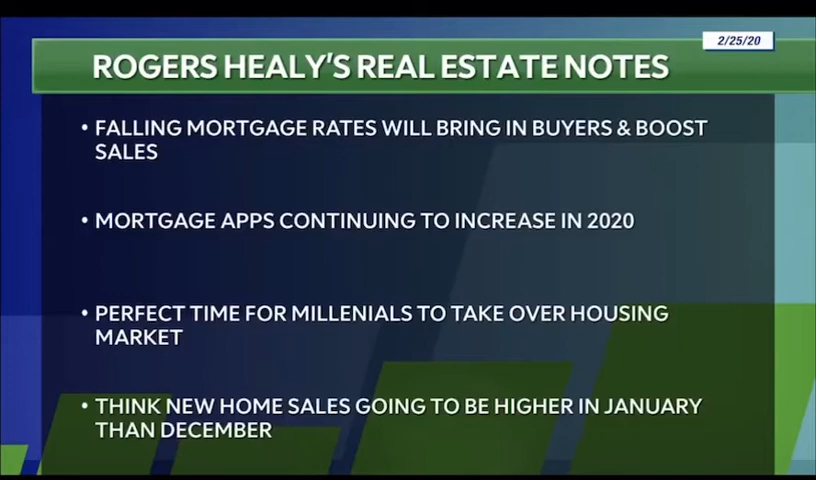 2/25/20
ROGERS HEALY'S REAL ESTATE NOTES
• FALLING MORTGAGE RATES WILL BRING IN BUYERS & BOOST
SALES
• MORTGAGE APPS CONTINUING TO INCREASE IN 2020
• PERFECT TIME FOR MILLENIALS TO TAKE OVER HOUSING
MARKET
• THINK NEW HOME SALES GOING TO BE HIGHER IN JANUARY
THAN DECEMBER